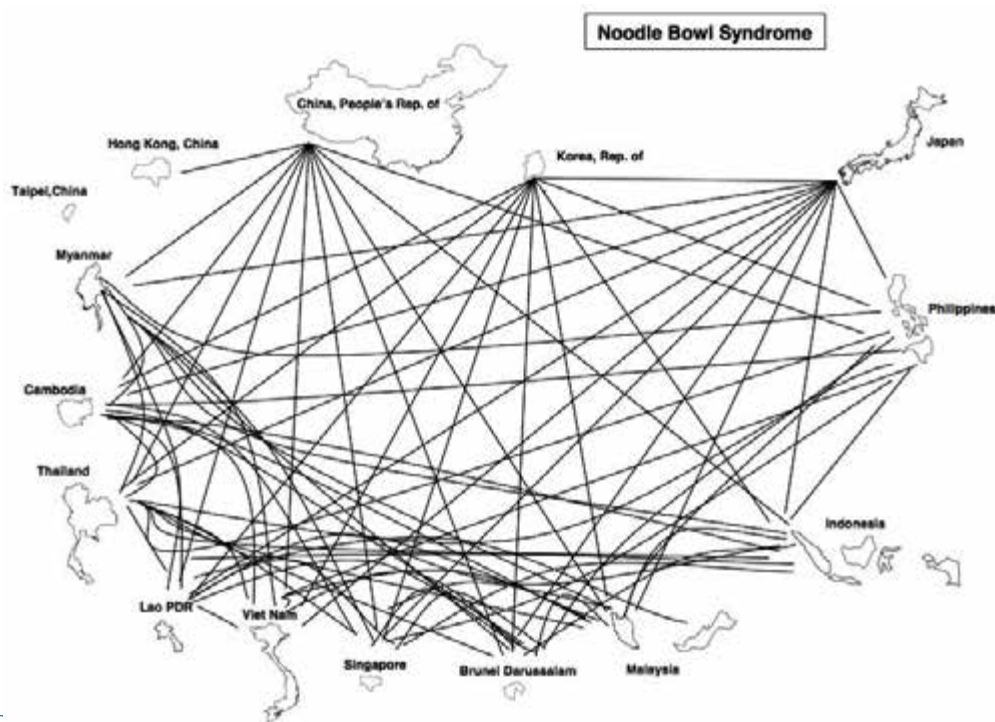 Noodle Bowl Syndrome
China, People's Rep. of
Hong Kong, China
Korea, Rep. of
Japan
Taipei,China
Myanmar
Philippines
Cambodia
Thailand
Indonesia
Lao PDR
Viet Nam
Singapore
Brunei Darussalam
Malaysia